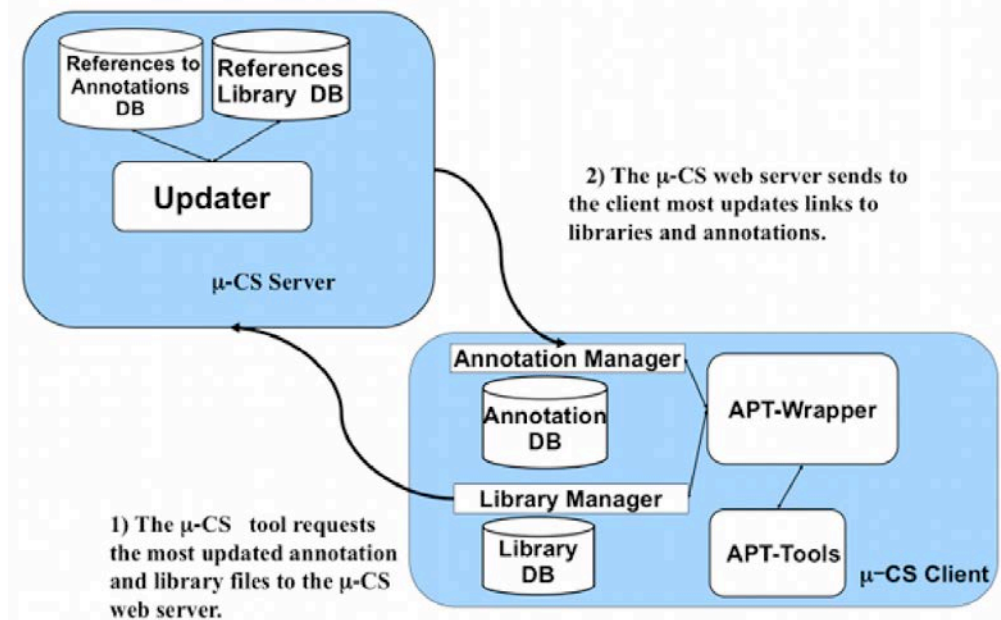 References to
Annotations
DB
References
Library DB
Updater
μ-CS Server
2) The μ-CS web server sends to
the client most updates links to
libraries and annotations.
Annotation Manager
Annotation
DB
APT-Wrapper
Library Manager
Library
DB
APT-Tools
μ-CS Client
1) The μ-CS tool requests
the most updated annotation
and library files to the μ-CS
web server.